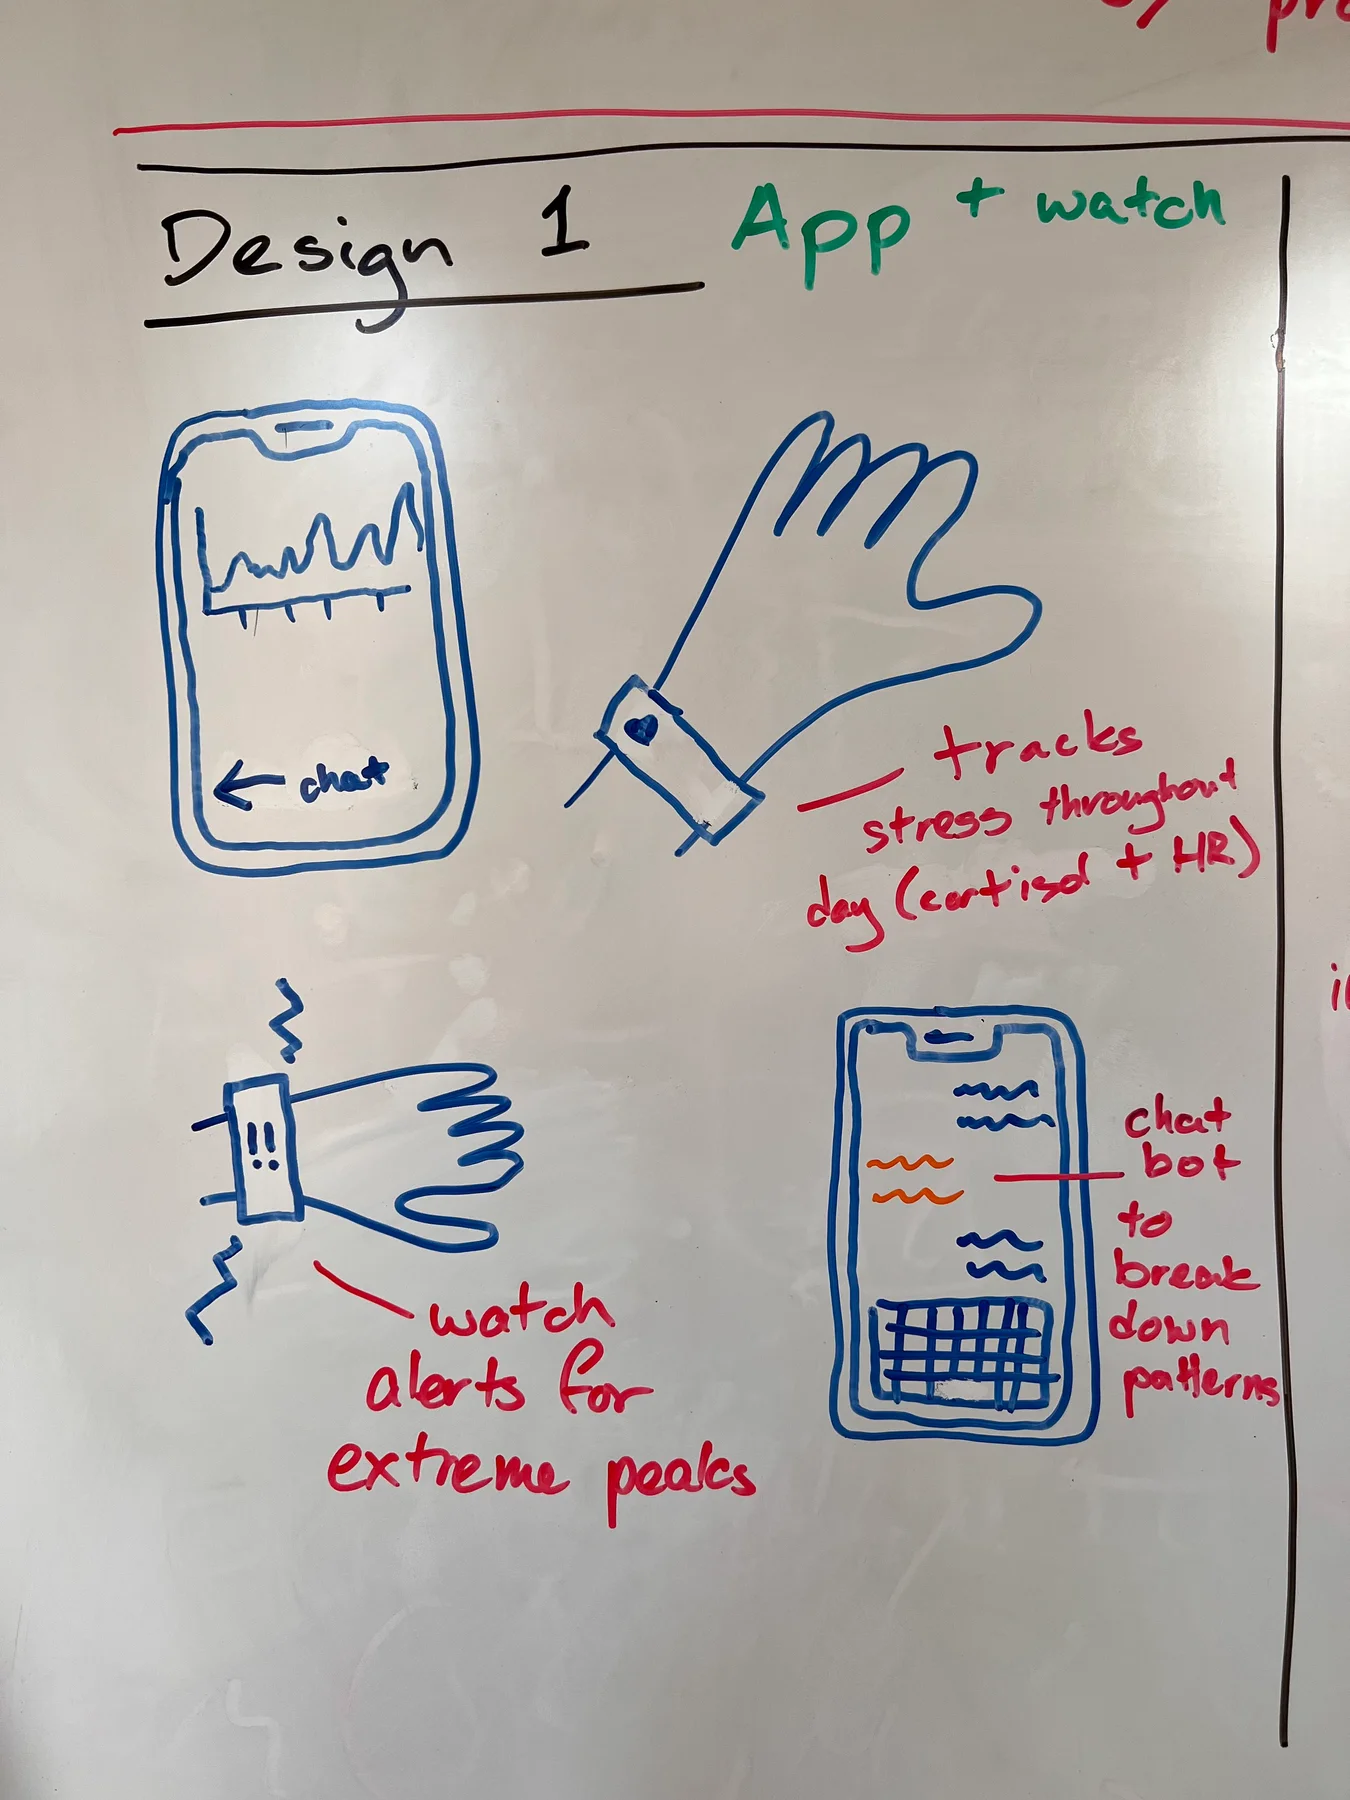 Design 1
App + watch
chat
tracks
stress throughout
day (cortisol + HR)
!!
watch
alerts for
extreme peaks
chat
bot
to
break
down
patterns